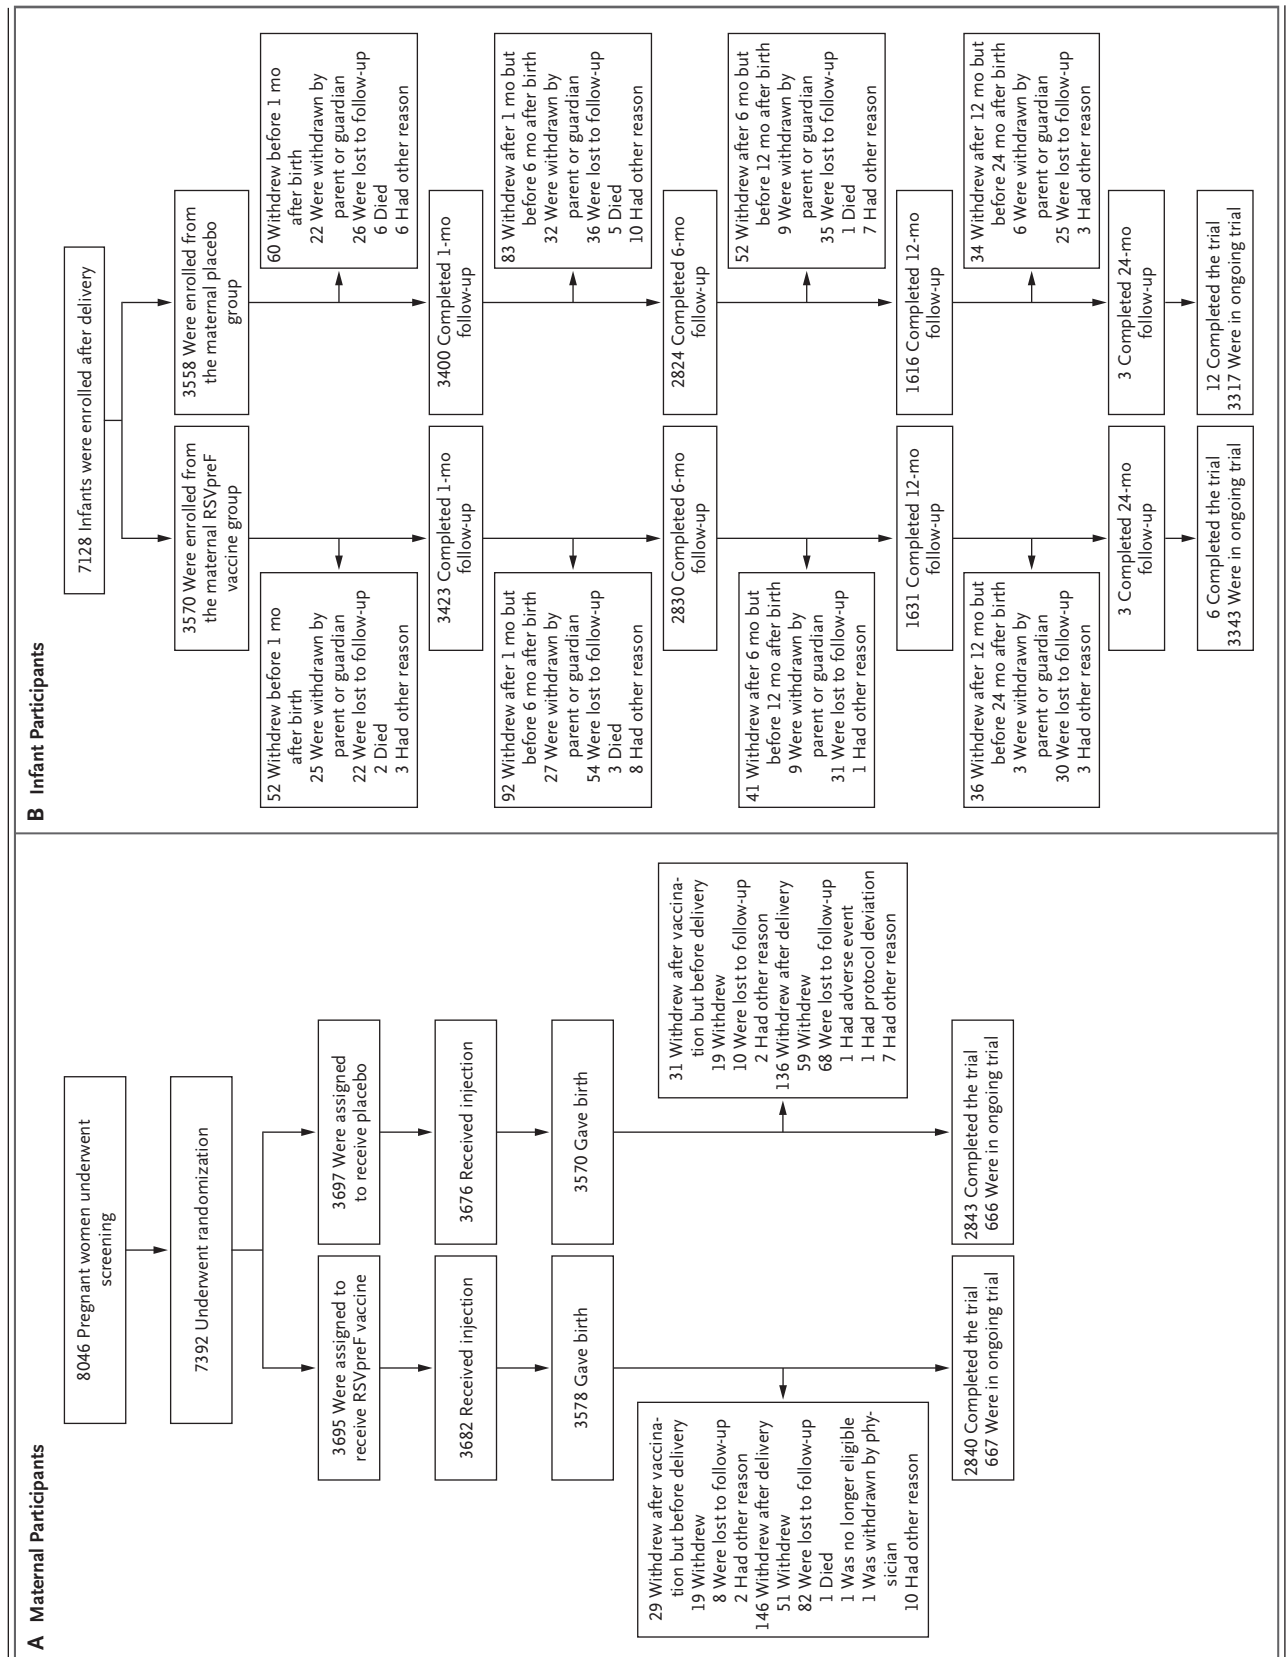 A Maternal Participants
8046 Pregnant women underwent
screening
7392 Underwent randomization
3695 Were assigned to
receive RSVpreF vaccine
3697 Were assigned
to receive placebo
3682 Received injection
3676 Received injection
3578 Gave birth
3570 Gave birth
29 Withdrew after vaccina-
tion but before delivery
19 Withdrew
8 Were lost to follow-up
2 Had other reason
146 Withdrew after delivery
51 Withdrew
82 Were lost to follow-up
1 Died
1 Was no longer eligible
1 Was withdrawn by phy-
sician
10 Had other reason
31 Withdrew after vaccina-
tion but before delivery
19 Withdrew
10 Were lost to follow-up
2 Had other reason
136 Withdrew after delivery
59 Withdrew
68 Were lost to follow-up
1 Had adverse event
1 Had protocol deviation
7 Had other reason
2840 Completed the trial
667 Were in ongoing trial
2843 Completed the trial
666 Were in ongoing trial
B Infant Participants
7128 Infants were enrolled after delivery
3570 Were enrolled from
the maternal RSVpreF
vaccine group
3558 Were enrolled from
the maternal placebo
group
52 Withdrew before 1 mo
after birth
25 Were withdrawn by
parent or guardian
22 Were lost to follow-up
2 Died
3 Had other reason
60 Withdrew before 1 mo
after birth
22 Were withdrawn by
parent or guardian
26 Were lost to follow-up
6 Died
6 Had other reason
3423 Completed 1-mo
follow-up
3400 Completed 1-mo
follow-up
92 Withdrew after 1 mo but
before 6 mo after birth
27 Were withdrawn by
parent or guardian
54 Were lost to follow-up
3 Died
8 Had other reason
83 Withdrew after 1 mo but
before 6 mo after birth
32 Were withdrawn by
parent or guardian
36 Were lost to follow-up
5 Died
10 Had other reason
2830 Completed 6-mo
follow-up
2824 Completed 6-mo
follow-up
41 Withdrew after 6 mo but
before 12 mo after birth
9 Were withdrawn by
parent or guardian
31 Were lost to follow-up
1 Had other reason
52 Withdrew after 6 mo but
before 12 mo after birth
9 Were withdrawn by
parent or guardian
35 Were lost to follow-up
1 Died
7 Had other reason
1631 Completed 12-mo
follow-up
1616 Completed 12-mo
follow-up
36 Withdrew after 12 mo but
before 24 mo after birth
3 Were withdrawn by
parent or guardian
30 Were lost to follow-up
3 Had other reason
34 Withdrew after 12 mo but
before 24 mo after birth
6 Were withdrawn by
parent or guardian
25 Were lost to follow-up
3 Had other reason
3 Completed 24-mo
follow-up
3 Completed 24-mo
follow-up
6 Completed the trial
3343 Were in ongoing trial
12 Completed the trial
3317 Were in ongoing trial